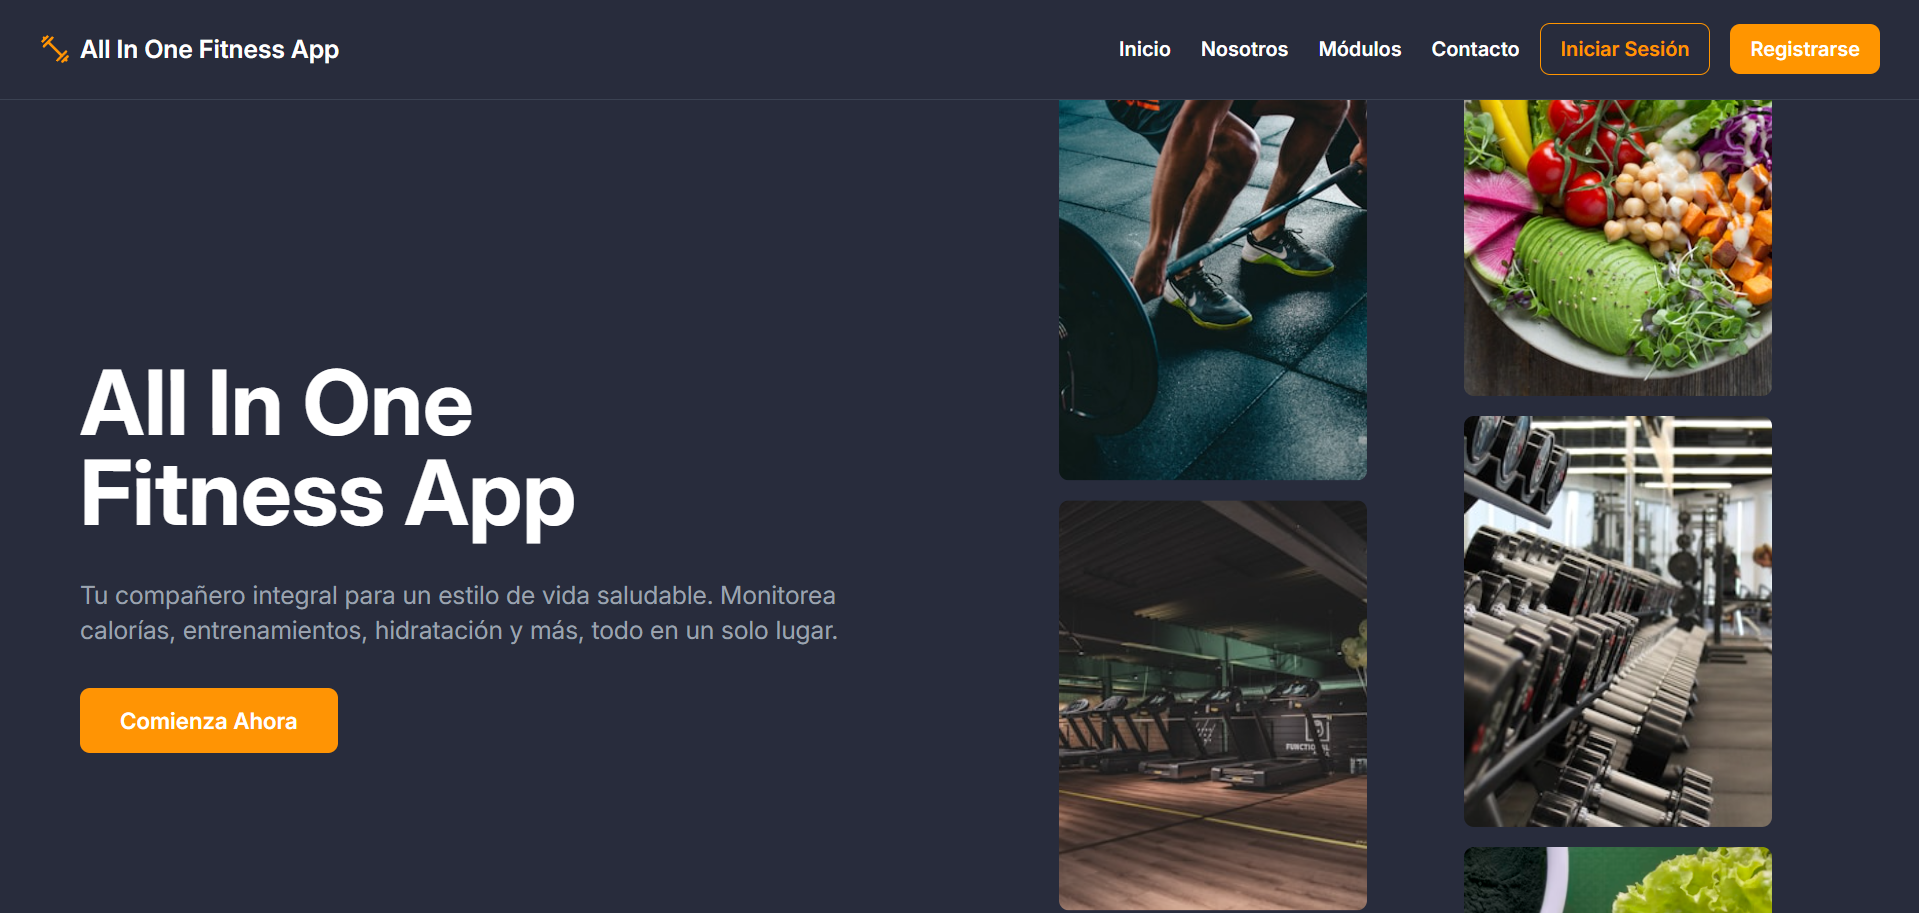 All In One Fitness App
Inicio
Nosotros
Módulos
Contacto
Iniciar Sesión
Registrarse
All In One
Fitness App
Tu compañero integral para un estilo de vida saludable. Monitorea
calorías, entrenamientos, hidratación y más, todo en un solo lugar.
Comienza Ahora